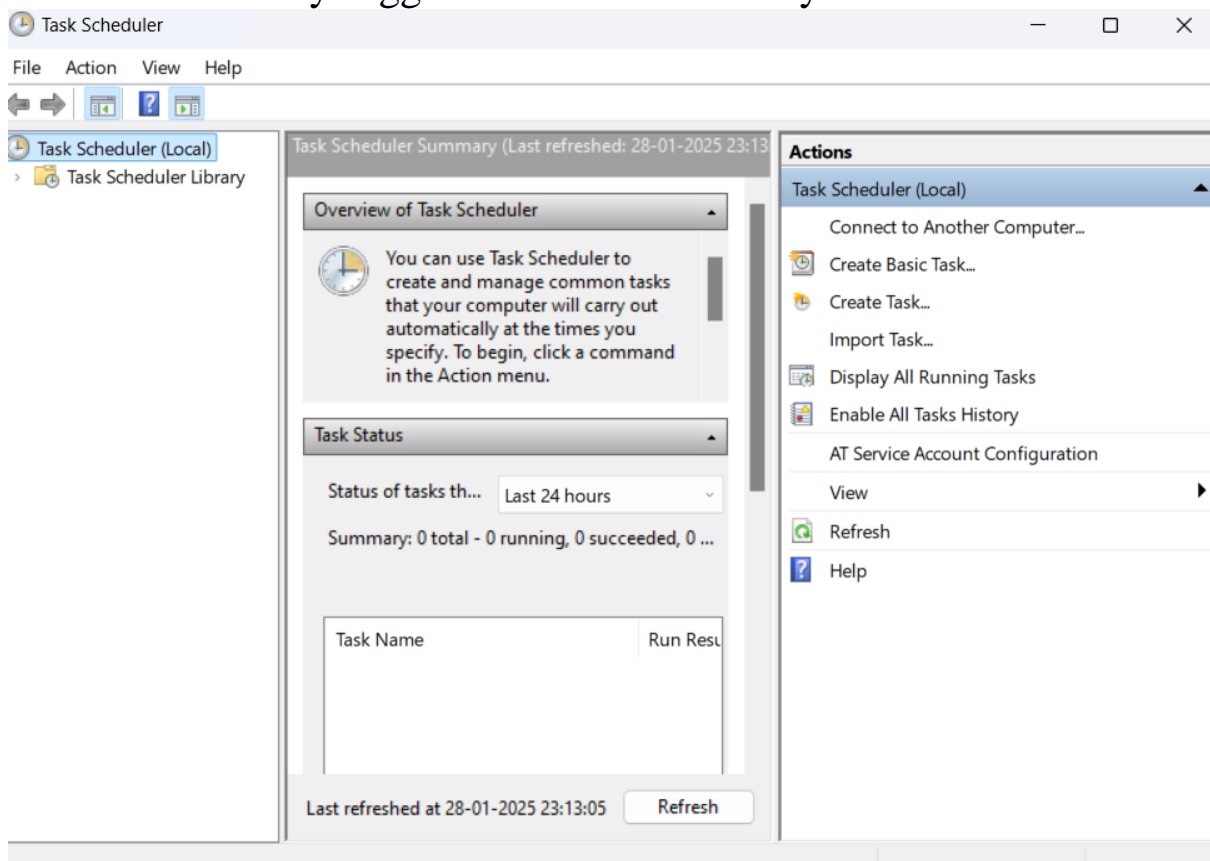 Task Scheduler
File Action View Help
Task Scheduler (Local)
Task Scheduler Library
Task Scheduler Summary (Last refreshed: 28-01-2025 23:13
Overview of Task Scheduler
You can use Task Scheduler to
create and manage common tasks
that your computer will carry out
automatically at the times you
specify. To begin, click a command
in the Action menu.
Task Status
Status of tasks th... Last 24 hours
Summary: 0 total - 0 running, 0 succeeded, 0 ...
Task Name Run Resu
Last refreshed at 28-01-2025 23:13:05 Refresh
Actions
Task Scheduler (Local)
Connect to Another Computer...
Create Basic Task...
Create Task...
Import Task...
Display All Running Tasks
Enable All Tasks History
AT Service Account Configuration
View
Refresh
Help